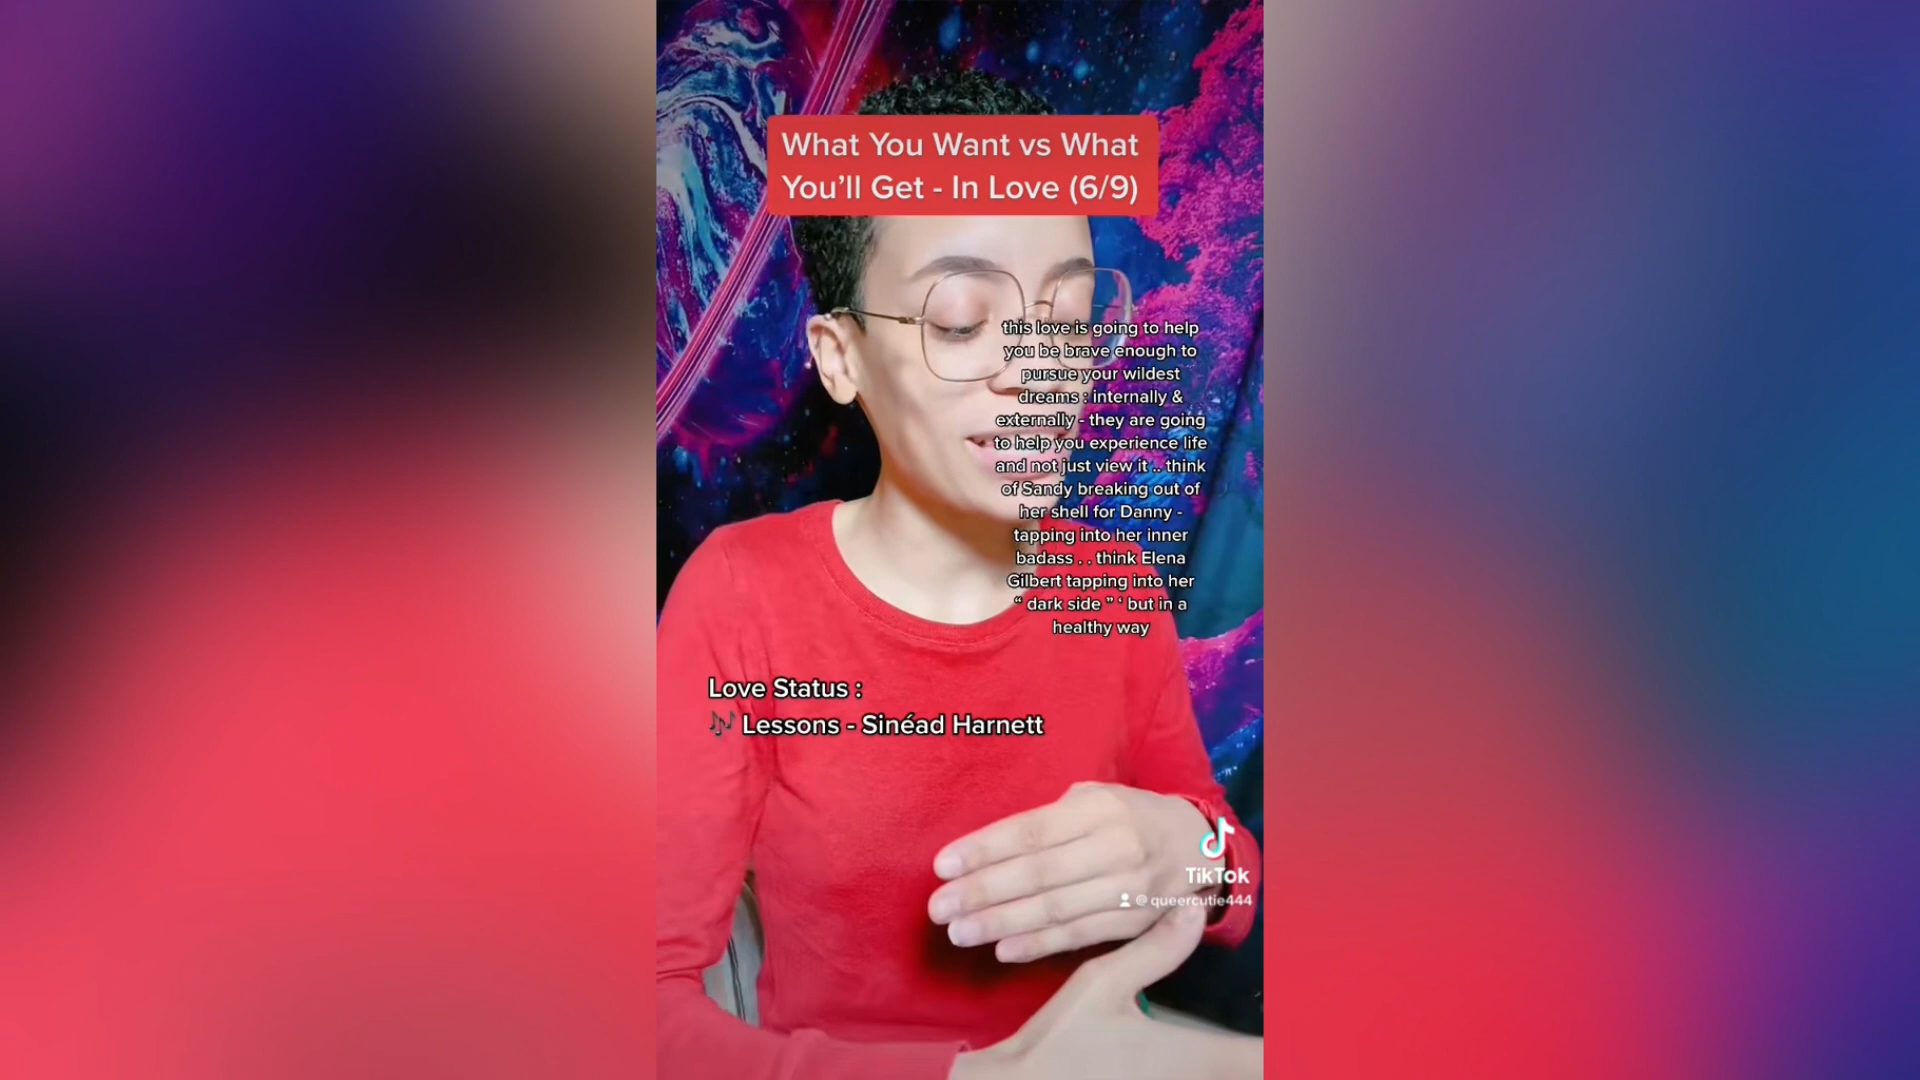 What You Want vs What
You’ll Get - In Love (6/9)
this love is going to help
you be brave enough to
pursue your wildest
dreams : internally &
externally - they are going
to help you experience life
and not just view it .. think
of Sandy breaking out of
her shell for Danny -
tapping into her inner
badass . . think Elena
Gilbert tapping into her
“ dark side ” ‘ but in a
healthy way
Love Status :
🎶 Lessons - Sinéad Harnett
TikTok
@queercutie444